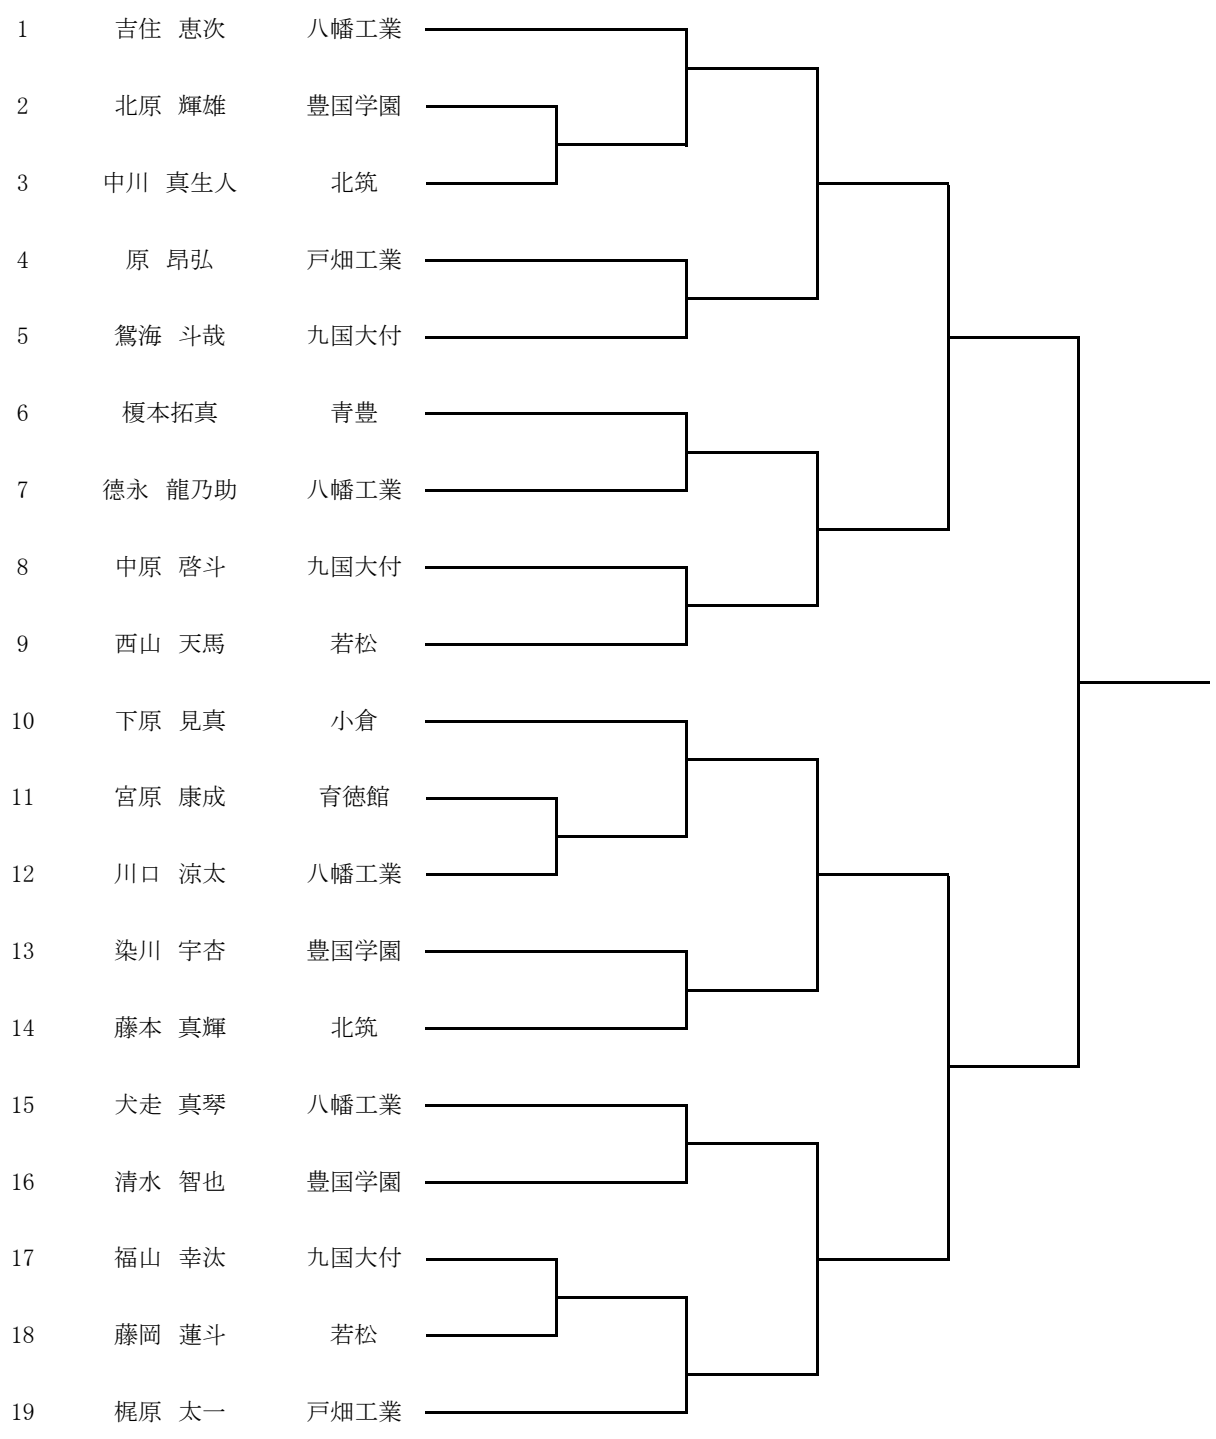 1 吉住 恵次 八幡工業
2 北原 輝雄 豊国学園
3 中川 真生人 北筑
4 原 昂弘 戸畑工業
5 鴛海 斗哉 九国大付
6 榎本拓真 青豊
7 德永 龍乃助 八幡工業
8 中原 啓斗 九国大付
9 西山 天馬 若松
10 下原 見真 小倉
11 宮原 康成 育徳館
12 川口 涼太 八幡工業
13 染川 宇杏 豊国学園
14 藤本 真輝 北筑
15 犬走 真琴 八幡工業
16 清水 智也 豊国学園
17 福山 幸汰 九国大付
18 藤岡 蓮斗 若松
19 梶原 太一 戸畑工業